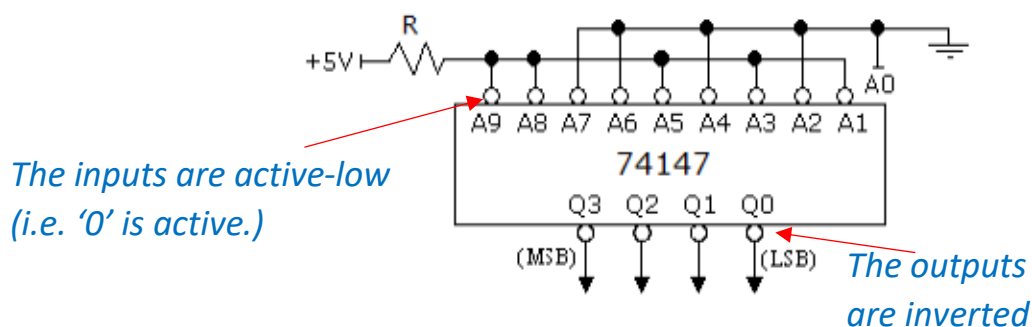 R
+5V
A0
A9 A8 A7 A6 A5 A4 A3 A2 A1
74147
The inputs are active-low
(i.e. ‘0’ is active.)
Q3 Q2 Q1 Q0
(MSB) (LSB)
The outputs
are inverted